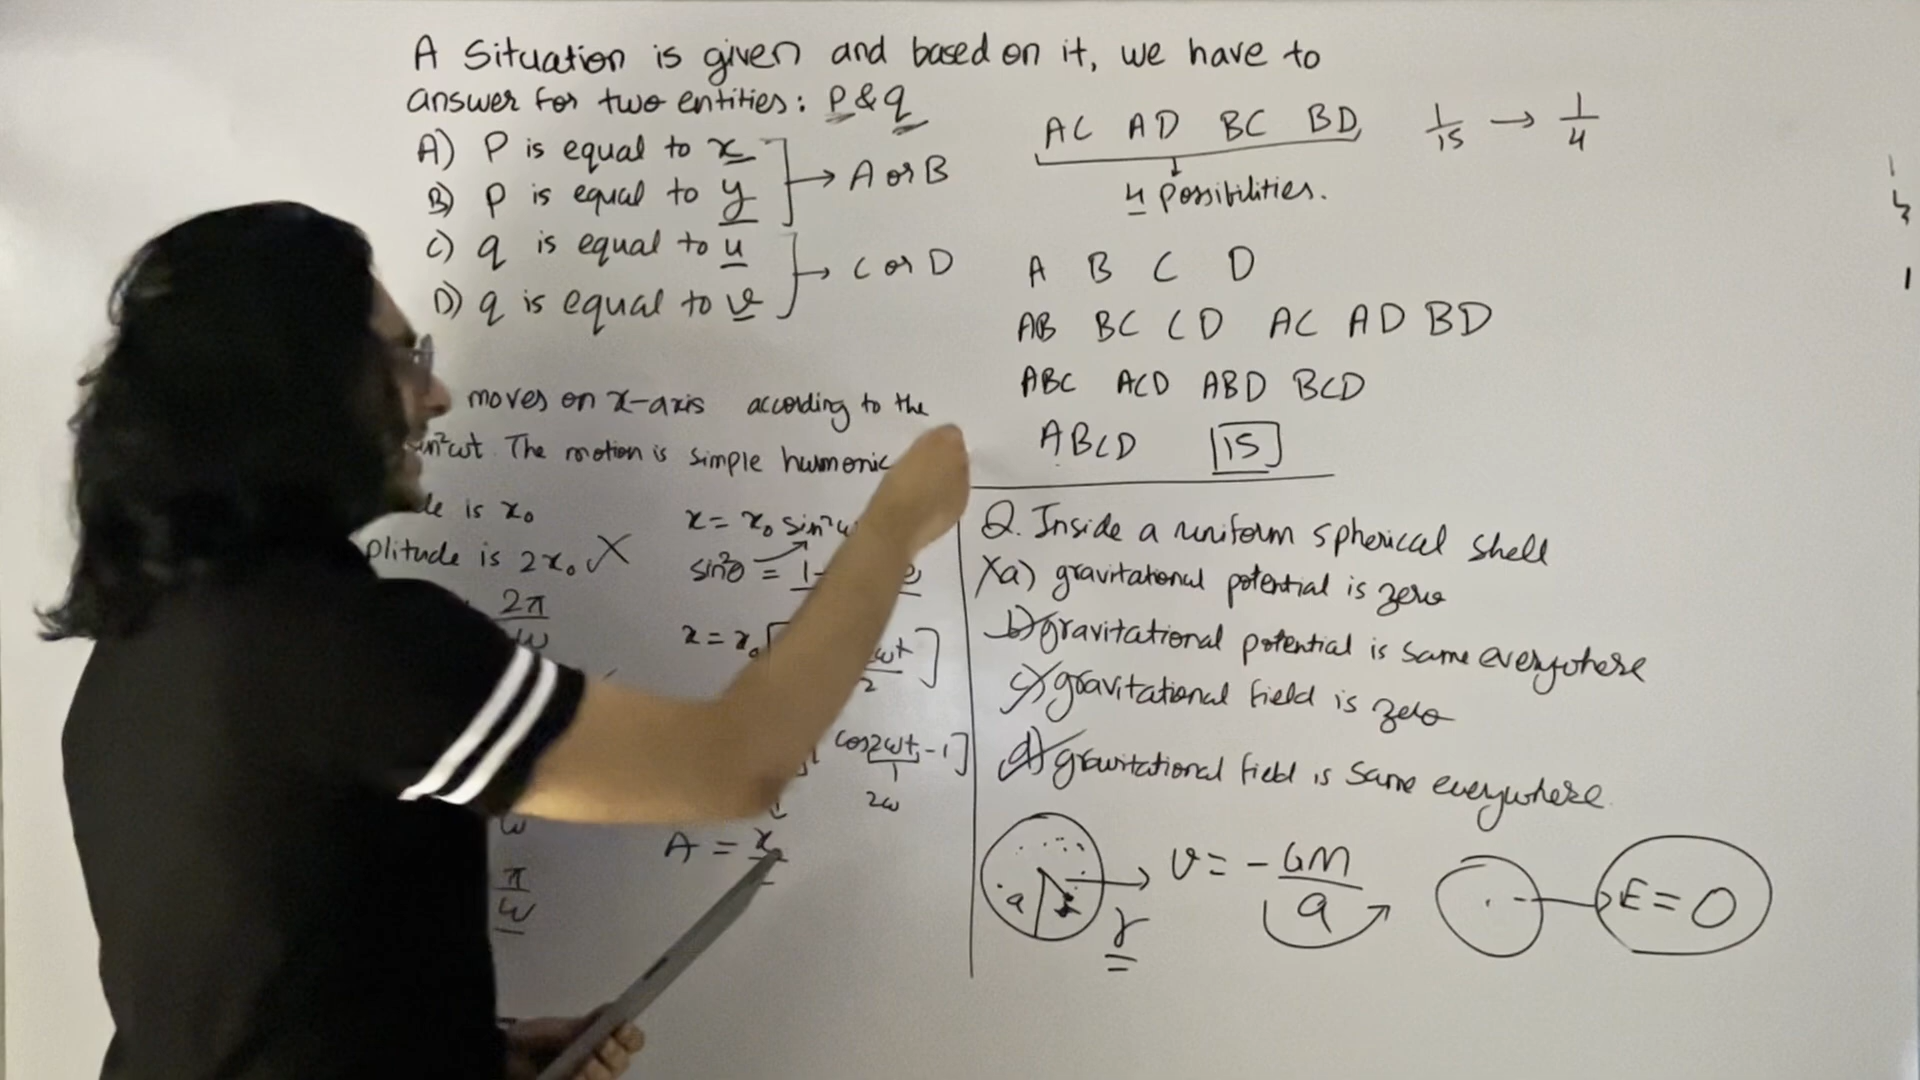 A Situation is given and based on it, we have to
answer for two entities: P & q
A) P is equal to x
B) P is equal to y
→ A or B
C) q is equal to u
D) q is equal to v
→ C or D
AC AD BC BD 1/15 → 1/4
4 Possibilities.
A B C D
AB BC CD AC AD BD
ABC ACD ABD BCD
ABCD 15
moves on x-axis according to the
sin²ωt. The motion is simple harmonic
is x₀
plitude is 2x₀ X
2π
ω
π
ω
x = x₀ sin²
sin²θ = 1-
x = x₀ [
ωt ]
2
cos2ωt, -1]
1
2ω
A = x
Q. Inside a uniform spherical shell
Xa) gravitational potential is zero
b) gravitational potential is same everywhere
c) gravitational field is zero
d) gravitational field is same everywhere
a
r
V = -GM/a
E = 0